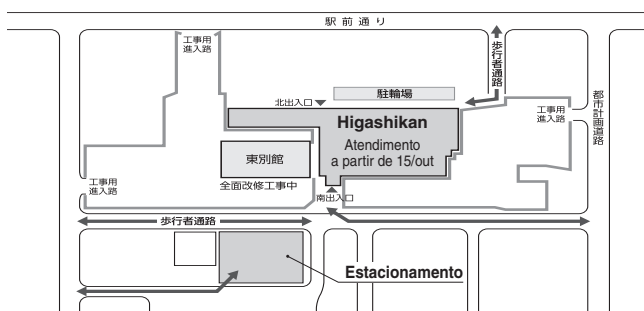 駅前通り
工事用
進入路
歩行者通路
都市計画道路
駐輪場
北出入口
Higashikan
Atendimento
a partir de 15/out
工事用
進入路
東別館
全面改修工事中
工事用
進入路
南出入口
歩行者通路
Estacionamento